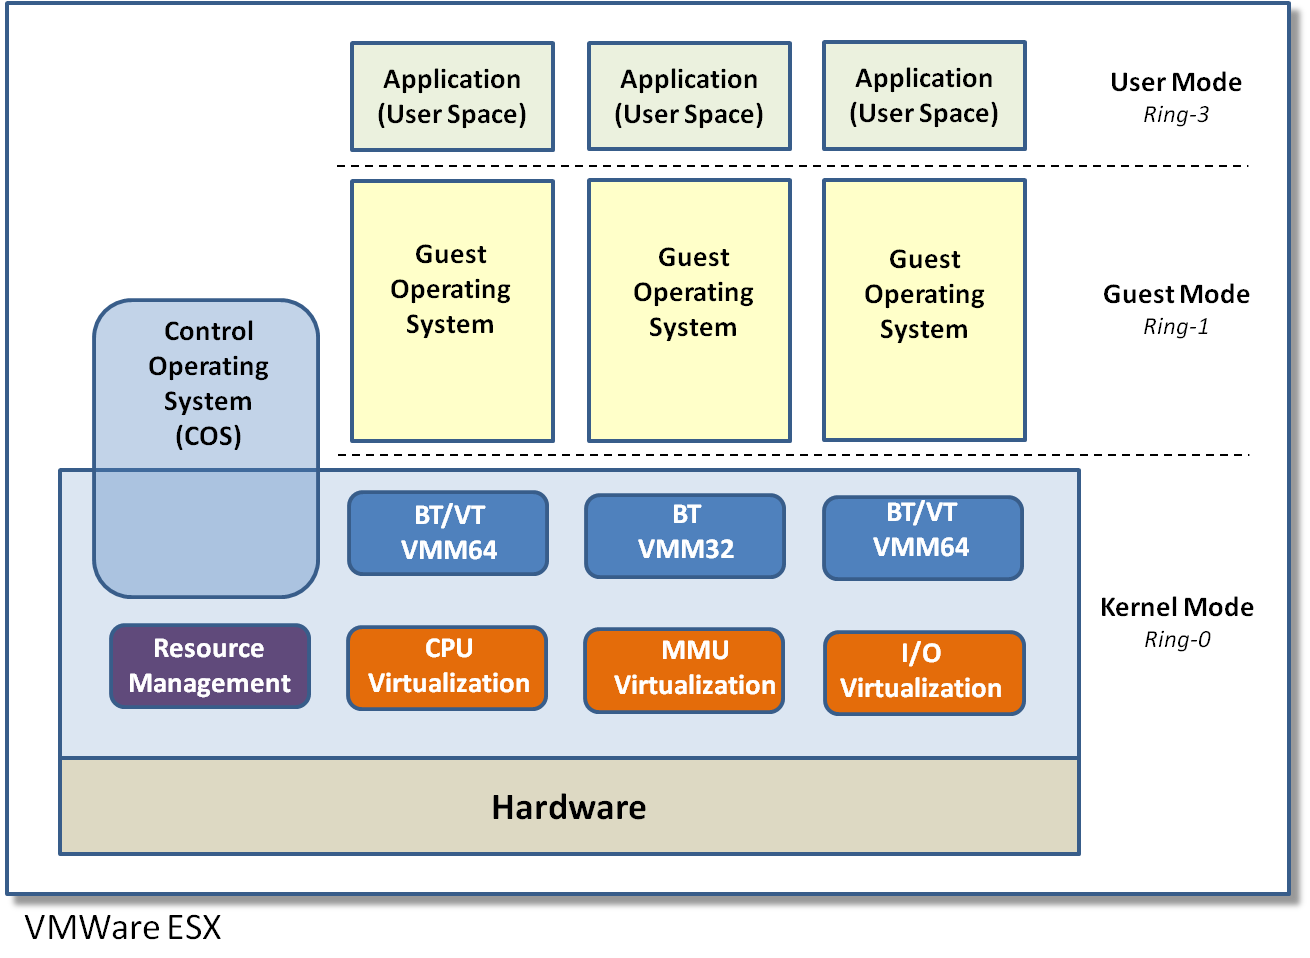 Application
(User Space)
Application
(User Space)
Application
(User Space)
User Mode
Ring-3
Guest
Operating
System
Guest
Operating
System
Guest
Operating
System
Guest Mode
Ring-1
Control
Operating
System
(COS)
BT/VT
VMM64
BT
VMM32
BT/VT
VMM64
Kernel Mode
Ring-0
Resource
Management
CPU
Virtualization
MMU
Virtualization
I/O
Virtualization
Hardware
VMWare ESX